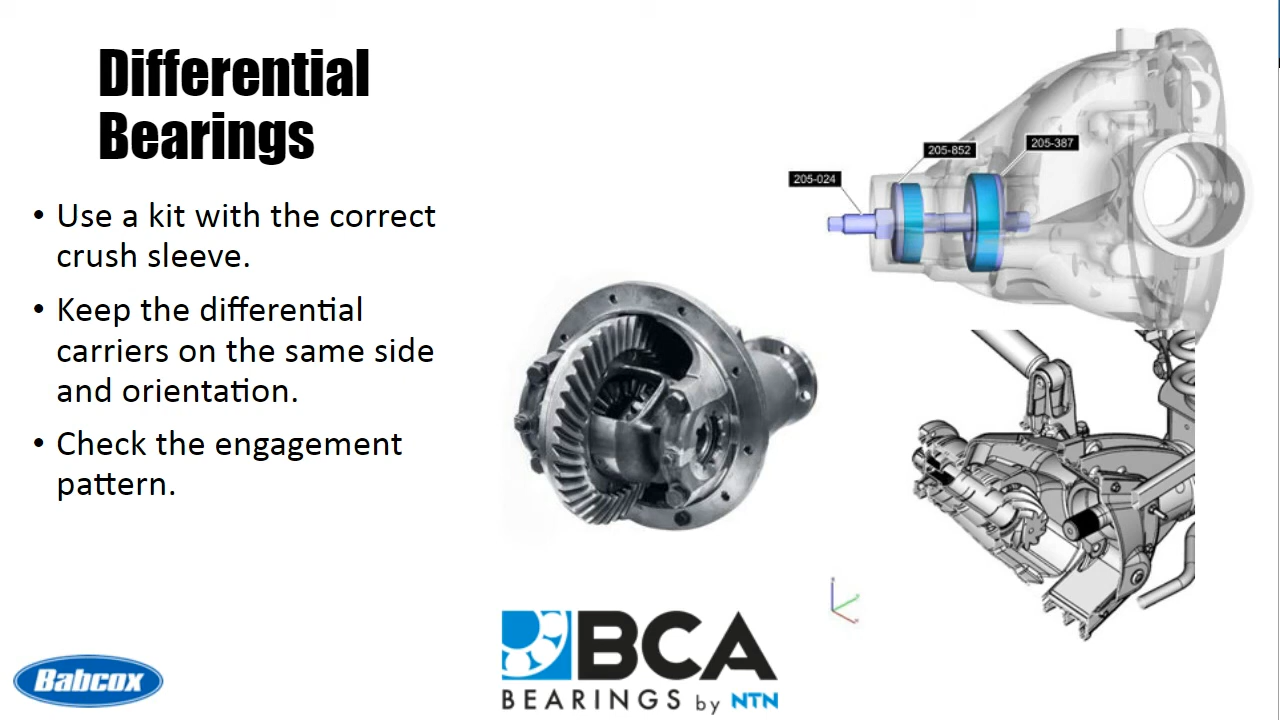 Differential
Bearings
• Use a kit with the correct
crush sleeve.
• Keep the differential
carriers on the same side
and orientation.
• Check the engagement
pattern.
205-024
205-852
205-387
BCA
BEARINGS by NTN
Babcox